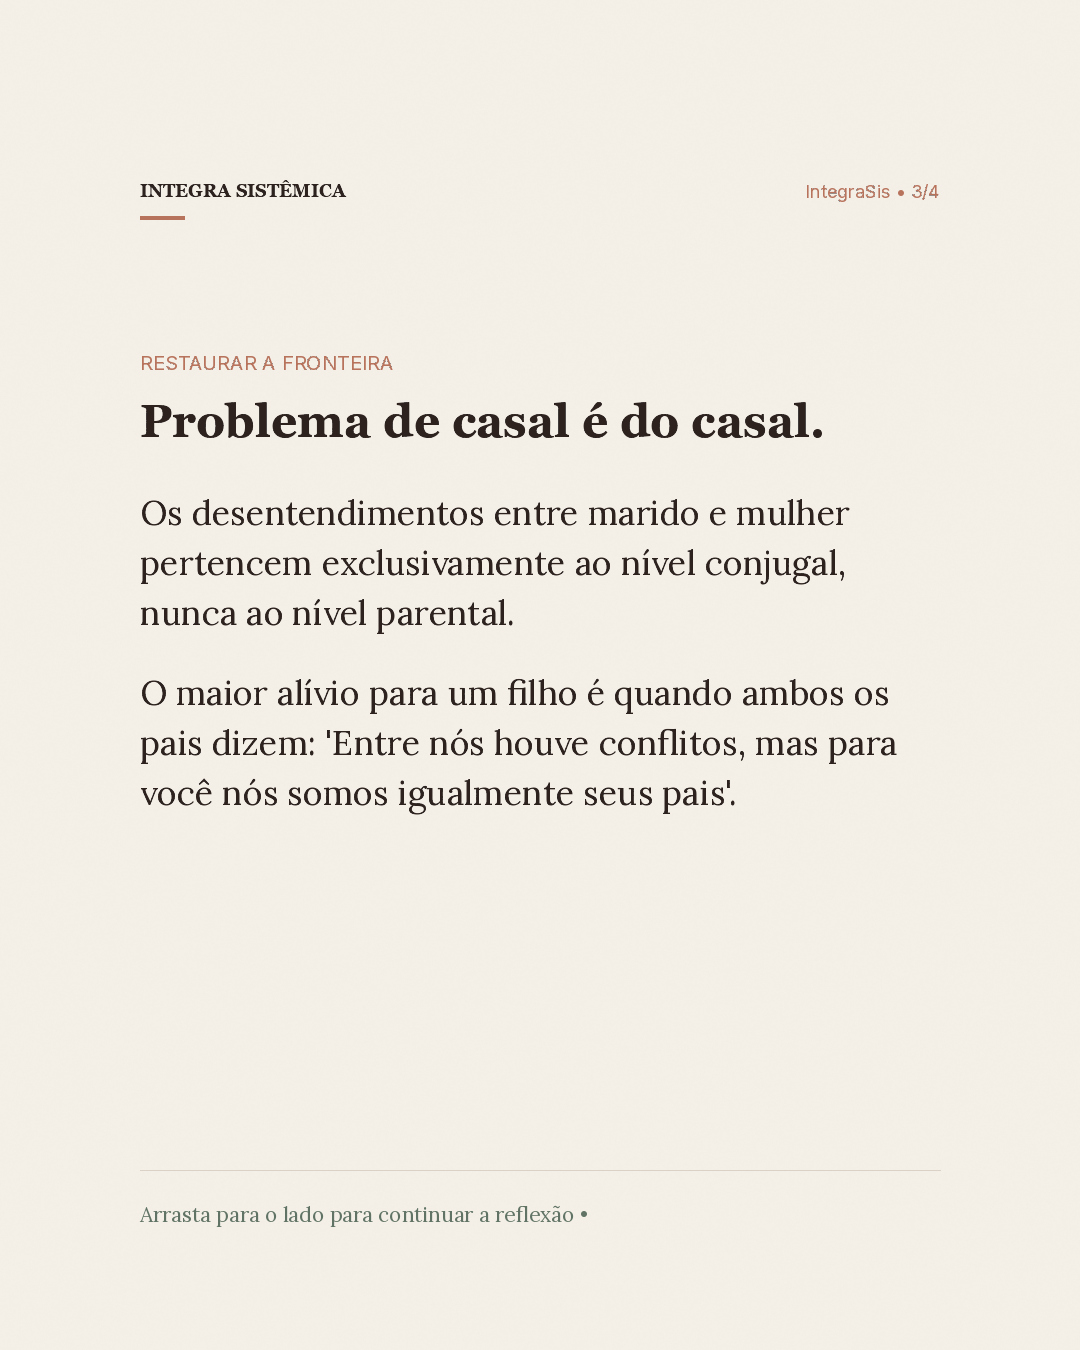 INTEGRA SISTÊMICA
IntegraSis • 3/4
RESTAURAR A FRONTEIRA
Problema de casal é do casal.
Os desentendimentos entre marido e mulher
pertencem exclusivamente ao nível conjugal,
nunca ao nível parental.
O maior alívio para um filho é quando ambos os
pais dizem: 'Entre nós houve conflitos, mas para
você nós somos igualmente seus pais'.
Arrasta para o lado para continuar a reflexão •